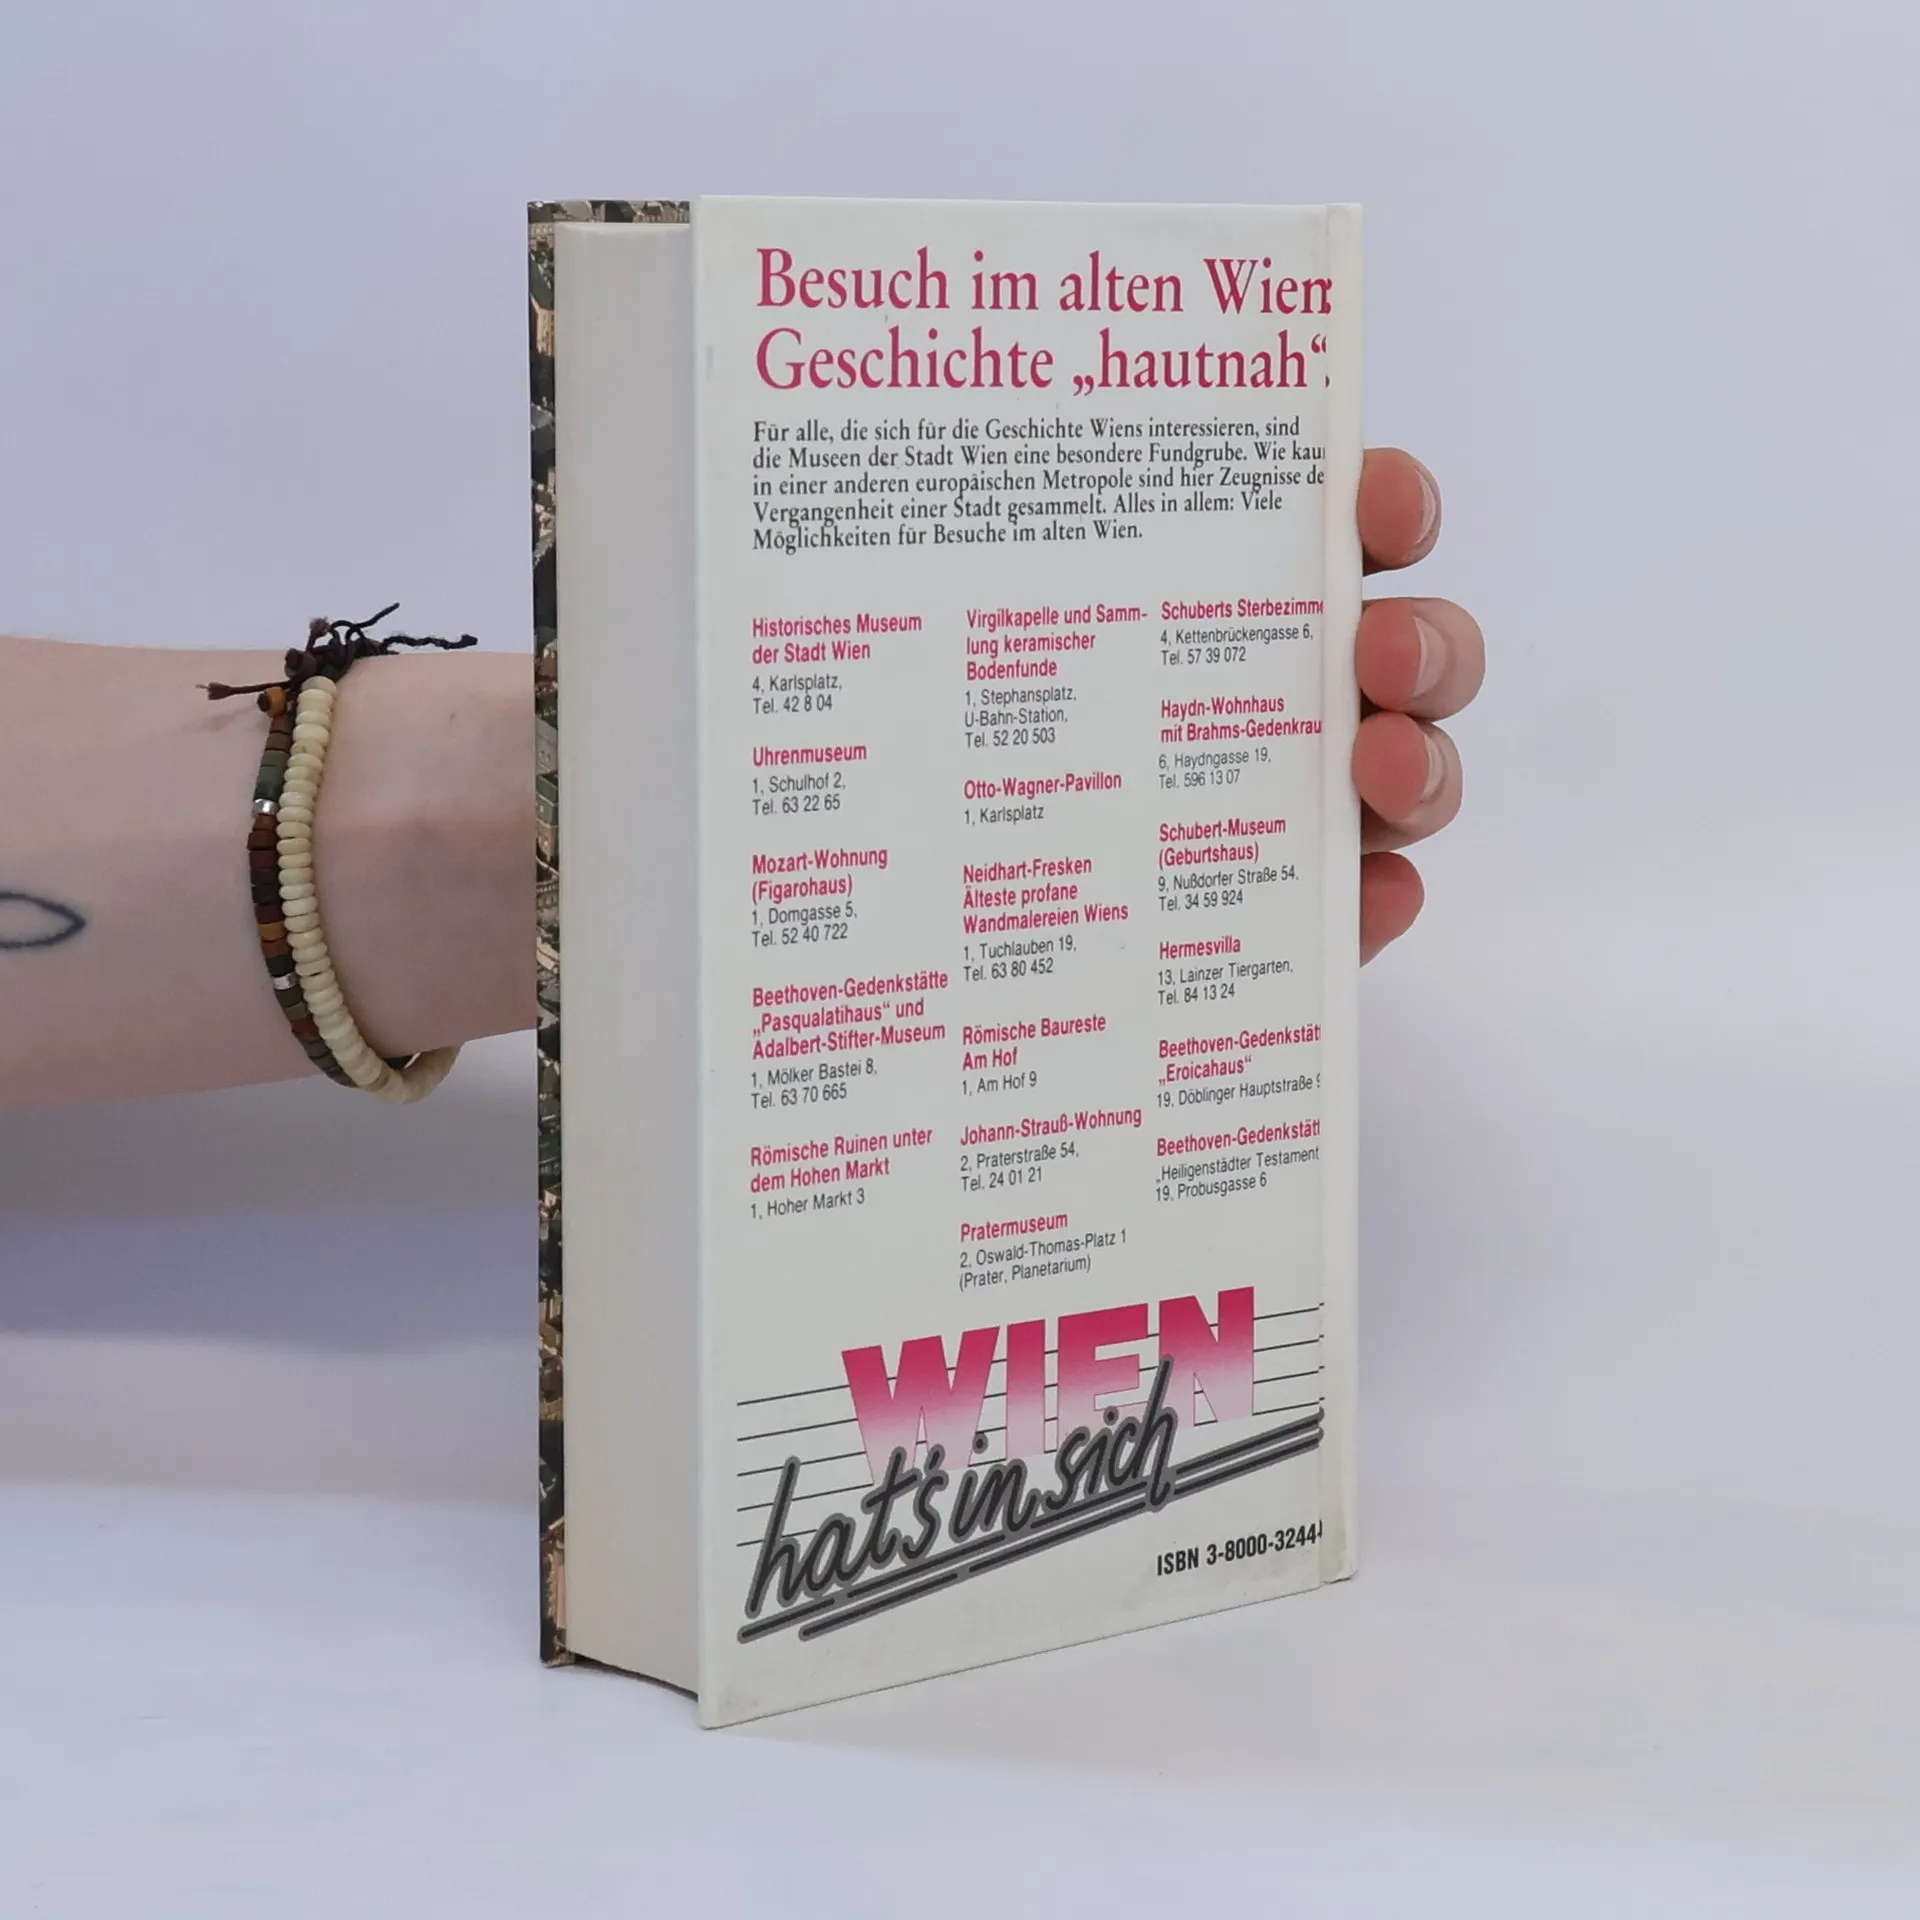 Besuch im alten Wien:
Geschichte „hautnah“.
Für alle, die sich für die Geschichte Wiens interessieren, sind
die Museen der Stadt Wien eine besondere Fundgrube. Wie
in einer anderen europäischen Metropole sind hier Zeugnisse
Vergangenheit einer Stadt gesammelt. Alles in allem: Viele
Möglichkeiten für Besuche im alten Wien.
Historisches Museum
der Stadt Wien
4, Karlsplatz,
Tel. 42 8 04
Uhrenmuseum
1, Schulhof 2,
Tel. 63 22 65
Mozart-Wohnung
(Figarohaus)
1, Domgasse 5,
Tel. 52 40 722
Beethoven-Gedenkstätte
„Pasqualatihaus“ und
Adalbert-Stifter-Museum
1, Mölker Bastei 8,
Tel. 63 70 665
Römische Ruinen unter
dem Hohen Markt
1, Hoher Markt 3
Virgilkapelle und Samm-
lung keramischer
Bodenfunde
1, Stephansplatz,
U-Bahn-Station,
Tel. 52 20 503
Otto-Wagner-Pavillon
1, Karlsplatz
Neidhart-Fresken
Älteste profane
Wandmalereien Wiens
1, Tuchlauben 19,
Tel. 63 80 452
Römische Baureste
Am Hof
1, Am Hof 9
Johann-Strauß-Wohnung
2, Praterstraße 54,
Tel. 24 01 21
Pratermuseum
2, Oswald-Thomas-Platz 1
(Prater, Planetarium)
Schuberts
4, Kettenbrückengasse 6,
Tel. 57 39 072
Haydn-Wohnhaus
mit
6, Haydngasse 19,
Tel. 596 13 07
Schubert-Museum
(Geburtshaus)
9, Nußdorfer Straße 54,
Tel. 34 59 924
Hermesvilla
13, Lainzer Tiergarten,
Tel. 84 13 24
„Eroicahaus“
19, Döblinger Hauptstraße
„Heiligenstädter Testament
19, Probusgasse 6
WIEN
hat's in sich
ISBN 3-8000-3244-